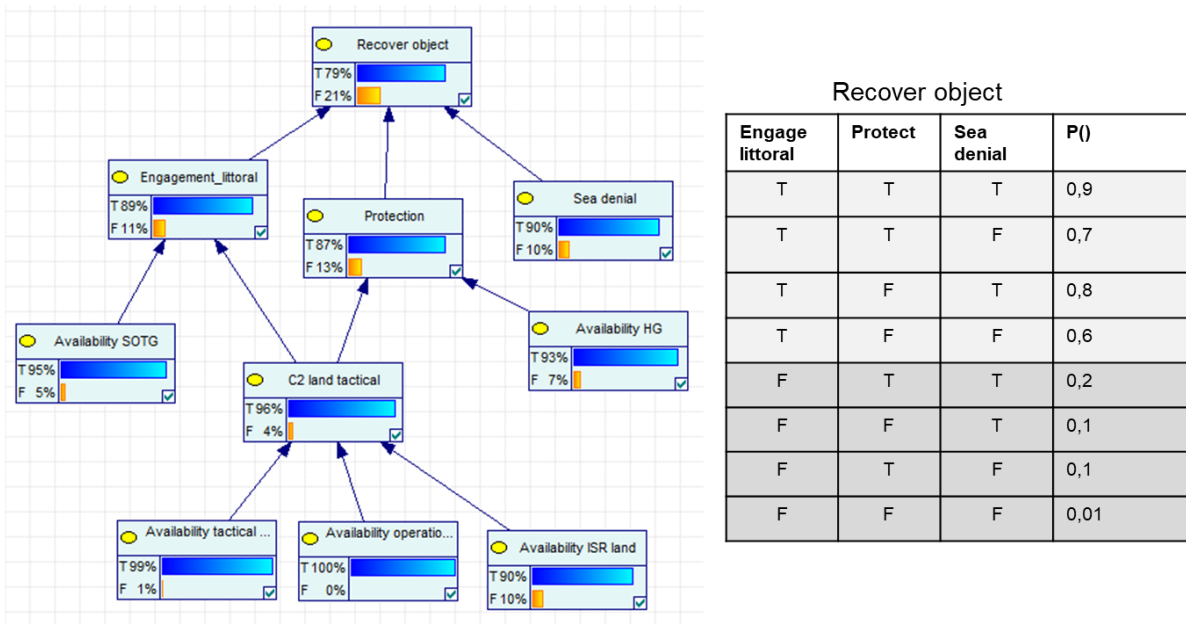 Recover object
T 79%
F 21%
Engagement_littoral
T 89%
F 11%
Protection
T 87%
F 13%
Sea denial
T 90%
F 10%
Availability SOTG
T 95%
F 5%
C2 land tactical
T 96%
F 4%
Availability HG
T 93%
F 7%
Availability tactical ...
T 99%
F 1%
Availability operatio...
T 100%
F 0%
Availability ISR land
T 90%
F 10%
Recover object
Engage Protect Sea P()
littoral denial
T T T 0,9
T T F 0,7
T F T 0,8
T F F 0,6
F T T 0,2
F F T 0,1
F T F 0,1
F F F 0,01